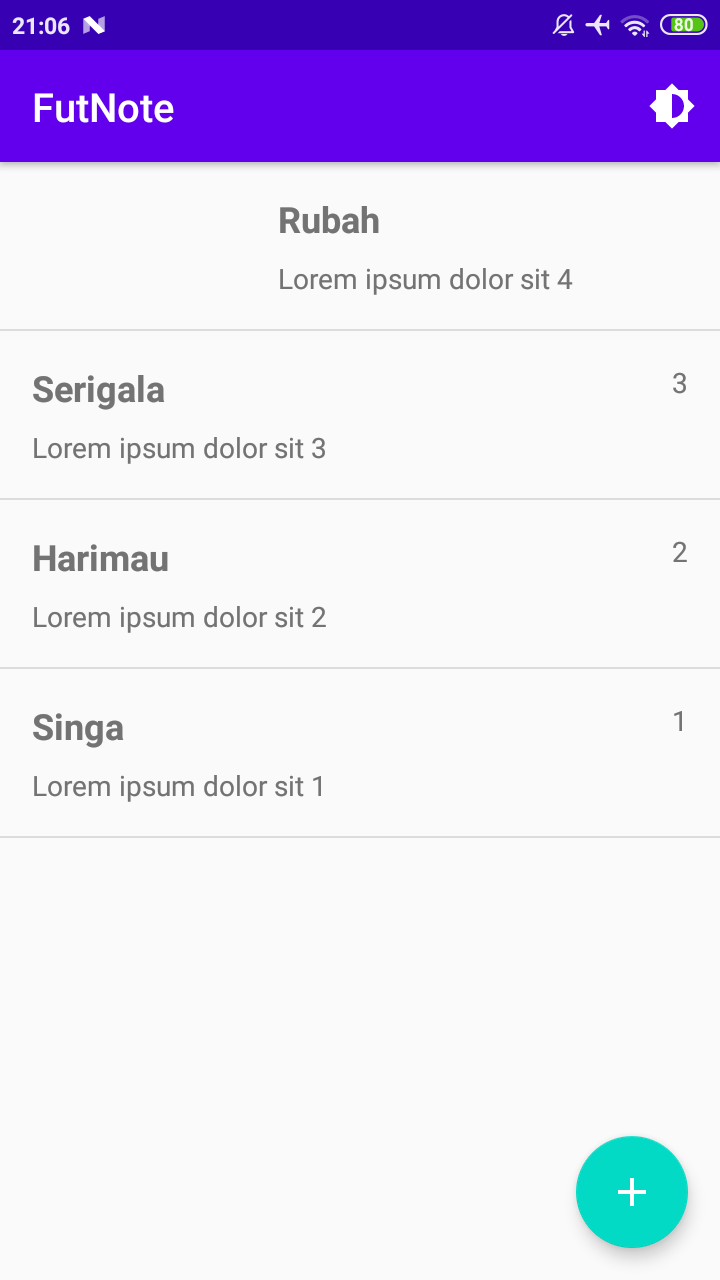 21:06
80
FutNote
Rubah
Lorem ipsum dolor sit 4
Serigala
3
Lorem ipsum dolor sit 3
Harimau
2
Lorem ipsum dolor sit 2
Singa
1
Lorem ipsum dolor sit 1